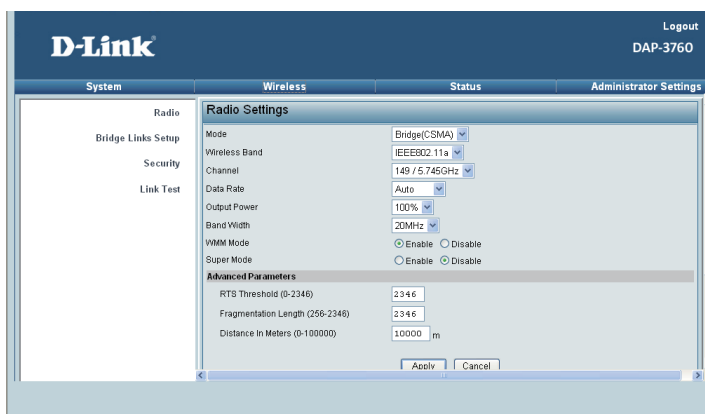 Logout
D-Link
DAP-3760
System Wireless Status Administrator Settings
Radio
Bridge Links Setup
Security
Link Test
Radio Settings
Mode Bridge(CSMA)
Wireless Band IEEE802.11a
Channel 149 / 5.745GHz
Data Rate Auto
Output Power 100%
Band Width 20MHz
WMM Mode Enable Disable
Super Mode Enable Disable
Advanced Parameters
RTS Threshold (0-2346) 2346
Fragmentation Length (256-2346) 2346
Distance In Meters (0-100000) 10000 m
Apply Cancel